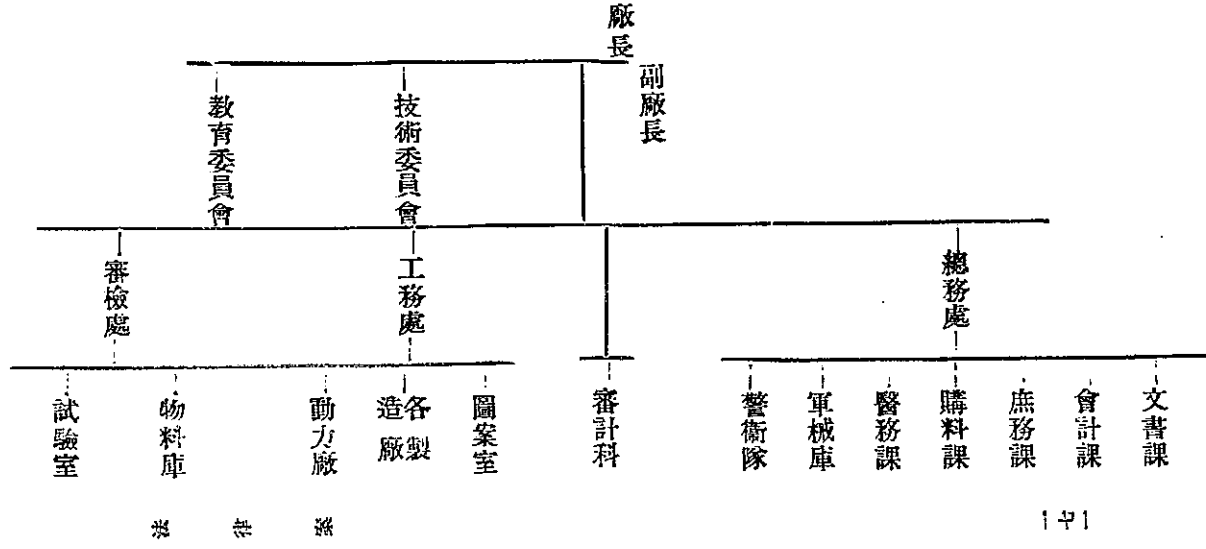 廠長
副廠長
技術委員會
教育委員會
總務處
工務處
審檢處
文書課
會計課
庶務課
購料課
醫務課
軍械庫
警衞隊
審計科
圖案室
各製
造廠
動力廠
物料庫
試驗室